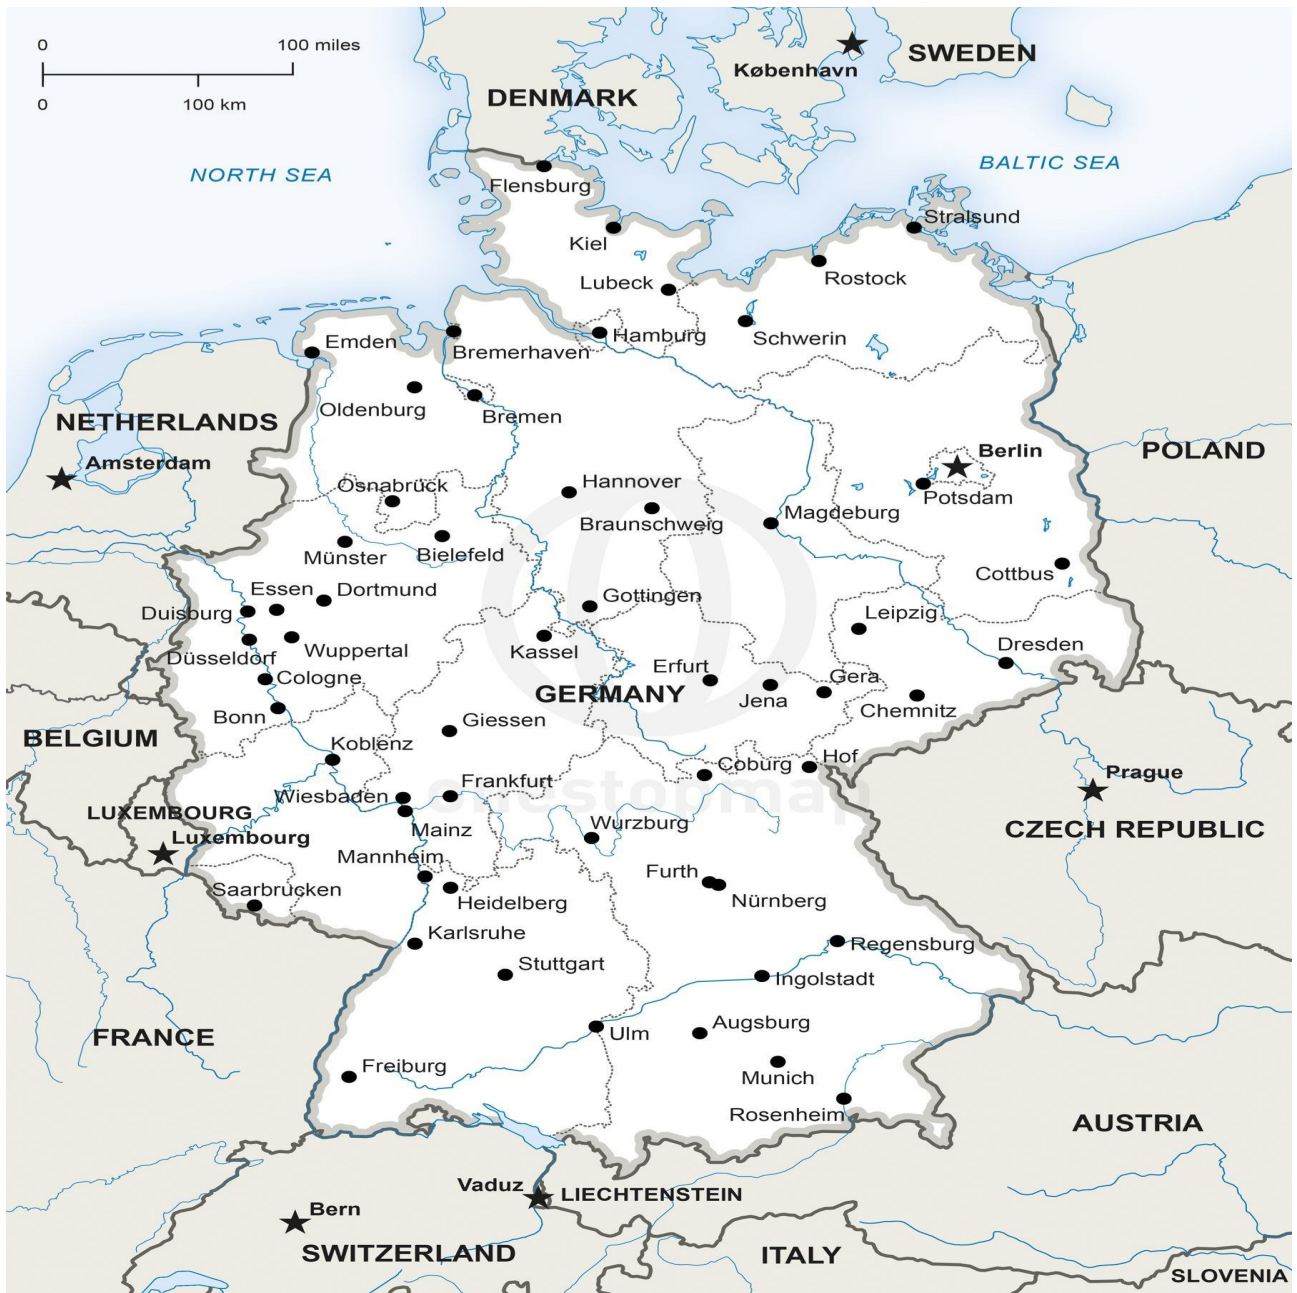 0
100 miles
0
100 km
København
SWEDEN
DENMARK
NORTH SEA
BALTIC SEA
Flensburg
Stralsund
Kiel
Rostock
Lubeck
Hamburg
Schwerin
Emden
Bremerhaven
Oldenburg
Bremen
NETHERLANDS
Amsterdam
Berlin
POLAND
Potsdam
Osnabrück
Hannover
Braunschweig
Magdeburg
Münster
Bielefeld
Cottbus
Essen
Dortmund
Gottingen
Duisburg
Leipzig
Düsseldorf
Wuppertal
Kassel
Dresden
Erfurt
Cologne
GERMANY
Jena
Gera
Chemnitz
Bonn
Giessen
BELGIUM
Koblenz
Coburg
Hof
Prague
Wiesbaden
Frankfurt
onestopmap
LUXEMBOURG
Luxembourg
Mainz
Wurzburg
CZECH REPUBLIC
Mannheim
Furth
Nürnberg
Saarbrucken
Heidelberg
Karlsruhe
Regensburg
Stuttgart
Ingolstadt
FRANCE
Ulm
Augsburg
Freiburg
Munich
Rosenheim
AUSTRIA
Vaduz
LIECHTENSTEIN
Bern
SWITZERLAND
ITALY
SLOVENIA